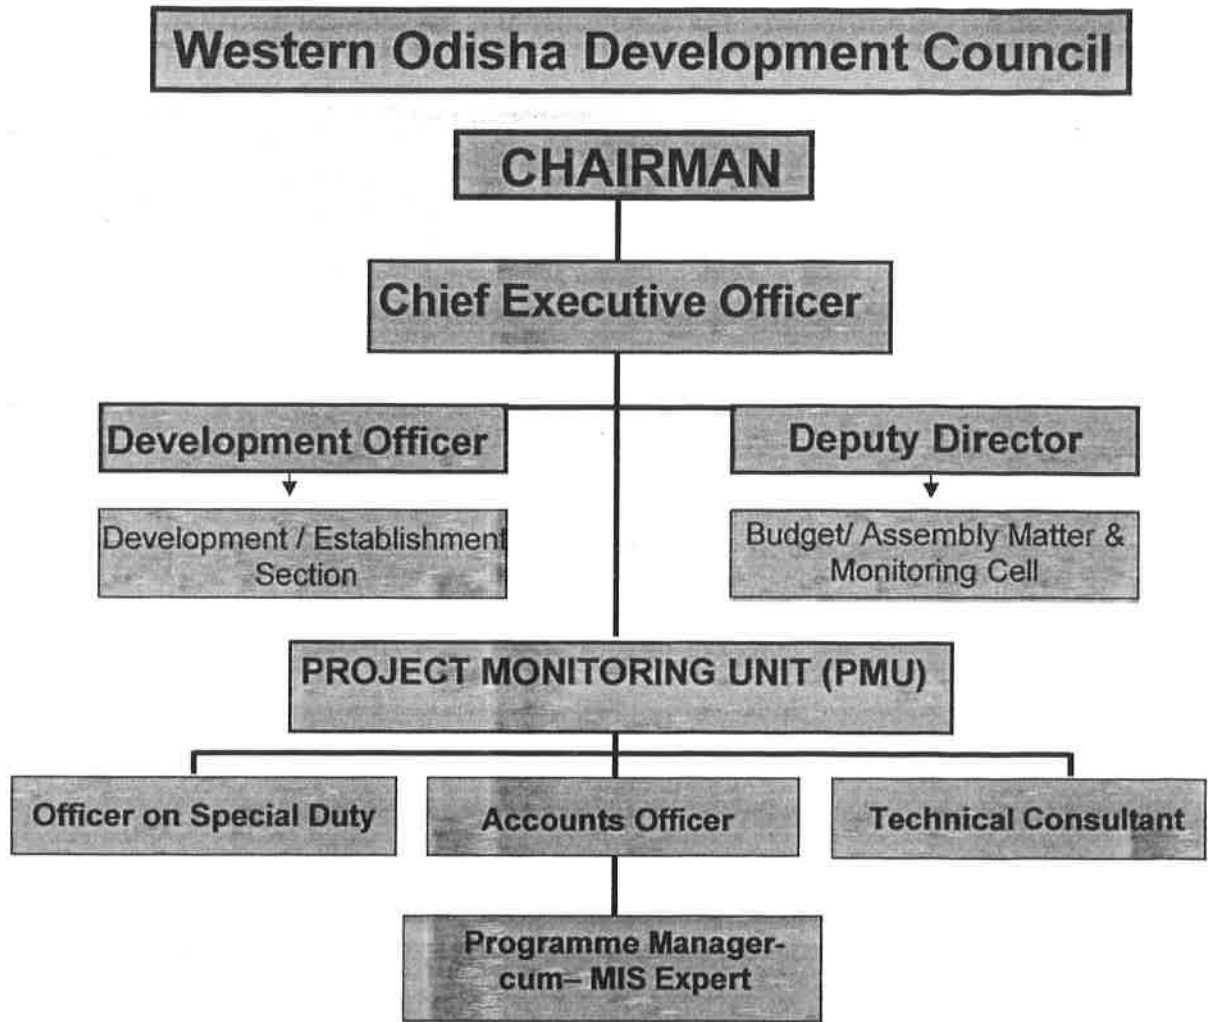 Western Odisha Development Council
CHAIRMAN
Chief Executive Officer
Development Officer
Deputy Director
Development / Establishment
Section
Budget/ Assembly Matter &
Monitoring Cell
PROJECT MONITORING UNIT (PMU)
Officer on Special Duty
Accounts Officer
Technical Consultant
Programme Manager-
cum– MIS Expert